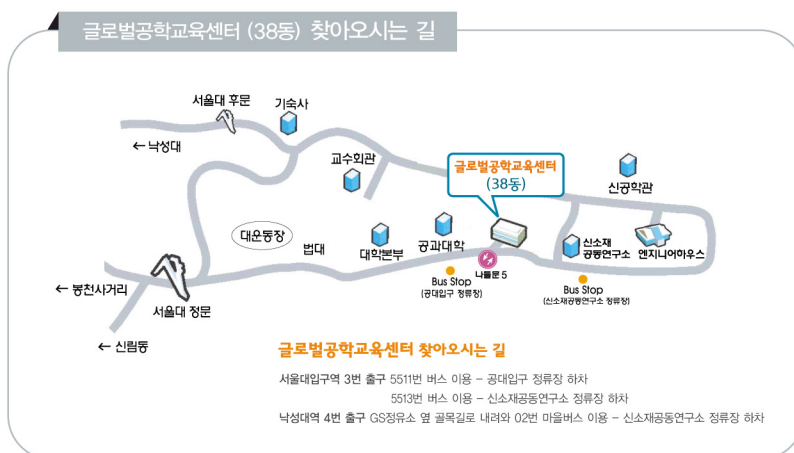 글로벌공학교육센터 (38동) 찾아오시는 길
서울대 후문
기숙사
← 낙성대
교수회관
글로벌공학교육센터
(38동)
신공학관
대운동장
법대
대학본부
공과대학
신소재
공동연구소
엔지니어하우스
나들문 5
Bus Stop
(공대입구 정류장)
Bus Stop
(신소재공동연구소 정류장)
← 봉천사거리
서울대 정문
← 신림동
글로벌공학교육센터 찾아오시는 길
서울대입구역 3번 출구 5511번 버스 이용 - 공대입구 정류장 하차
5513번 버스 이용 - 신소재공동연구소 정류장 하차
낙성대역 4번 출구 GS정유소 옆 골목길로 내려와 02번 마을버스 이용 - 신소재공동연구소 정류장 하차